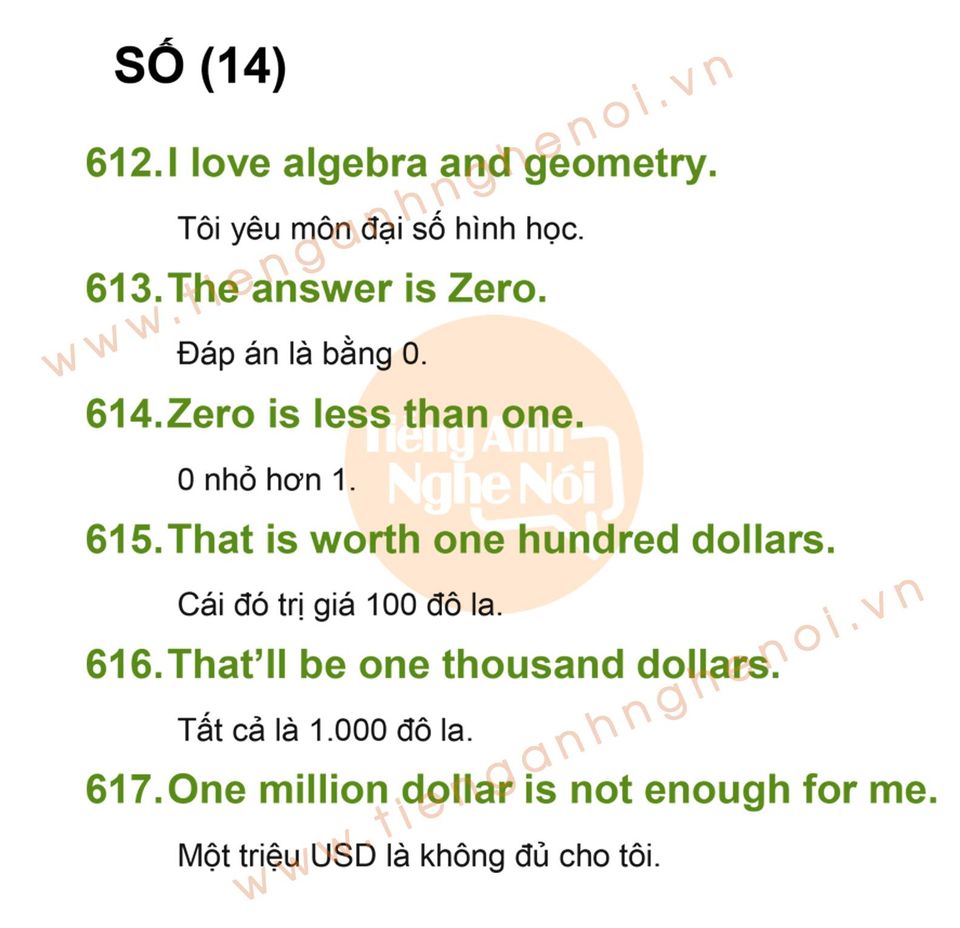 SỐ (14)
612. I love algebra and geometry.
Tôi yêu môn đại số hình học.
613. The answer is Zero.
Đáp án là bằng 0.
614. Zero is less than one.
0 nhỏ hơn 1.
Tiếng Anh
Nghe Nói
615. That is worth one hundred dollars.
Cái đó trị giá 100 đô la.
616. That’ll be one thousand dollars.
Tất cả là 1.000 đô la.
617. One million dollar is not enough for me.
Một triệu USD là không đủ cho tôi.
www.tienganhnghenoi.vn
www.tienganhnghenoi.vn